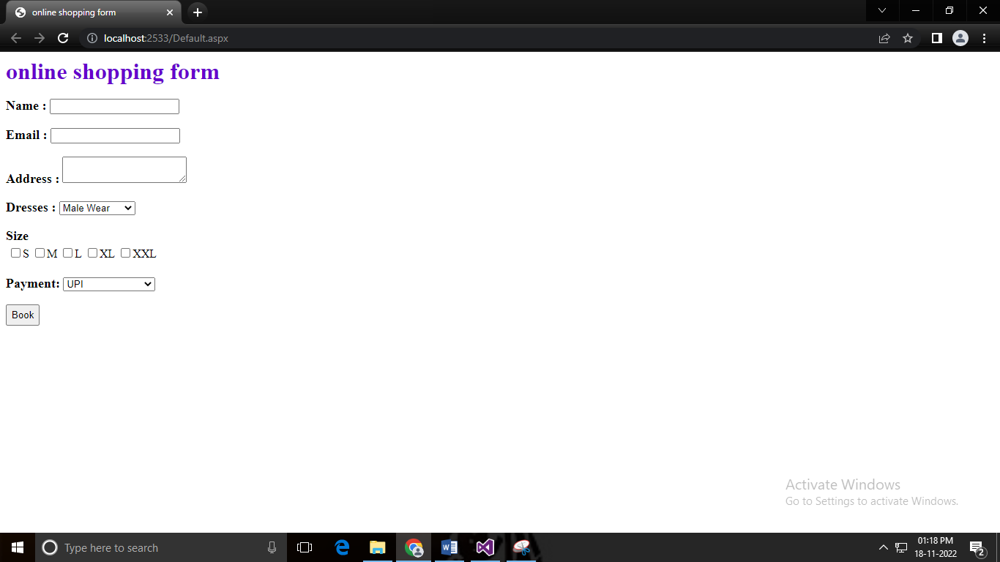 online shopping form
localhost:2533/Default.aspx
online shopping form
Name :
Email :
Address :
Dresses : Male Wear
Size
S M L XL XXL
Payment: UPI
Book
Activate Windows
Go to Settings to activate Windows.
Type here to search
01:18 PM
18-11-2022
2